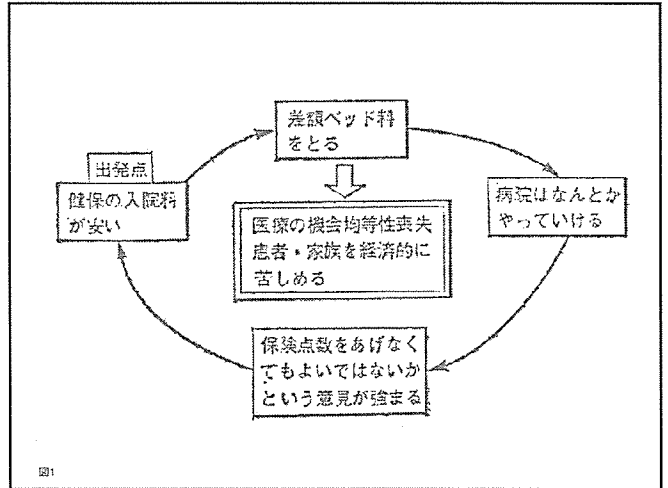 差額ベッド料
をとる
出発点
健保の入院料
が安い
病院はなんとか
やっていける
医療の機会均等性喪失
患者・家族を経済的に
苦しめる
保険点数をあげなく
てもよいではないか
という意見が強まる
図1